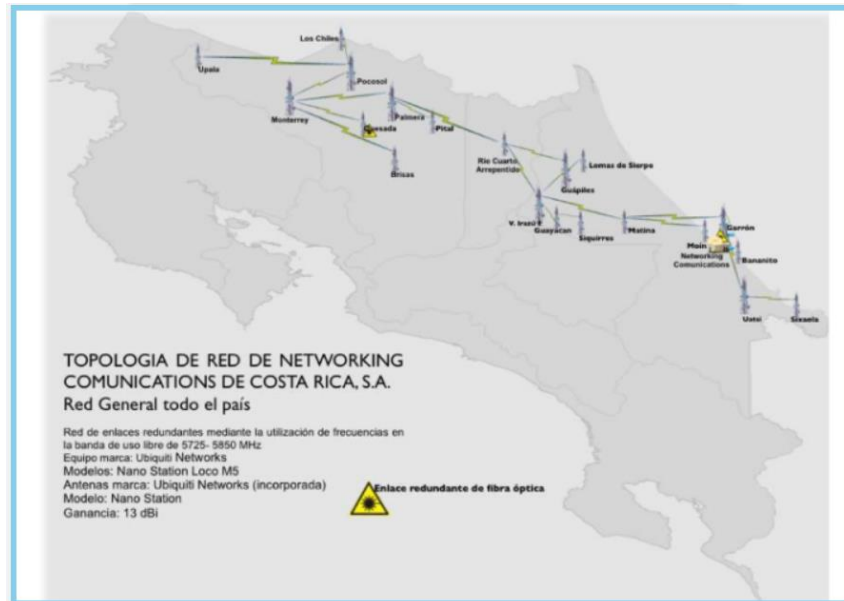 Los Chiles
Upala
Pocosol
Monterrey
Palmera
Quesada
Pital
Brisas
Rio Cuarto
Arrepentido
Lomas de Sierpe
Guápiles
V. Irazú
Guayacan
Siquirres
Matina
Garrón
Moin
Networking
Comunications
Bananito
Uatsi
Sixaola
TOPOLOGIA DE RED DE NETWORKING
COMUNICATIONS DE COSTA RICA, S.A.
Red General todo el país
Red de enlaces redundantes mediante la utilización de frecuencias en
la banda de uso libre de 5725- 5850 MHz
Equipo marca: Ubiquiti Networks
Modelos: Nano Station Loco M5
Antenas marca: Ubiquiti Networks (incorporada)
Modelo: Nano Station
Ganancia: 13 dBi
Enlace redundante de fibra óptica